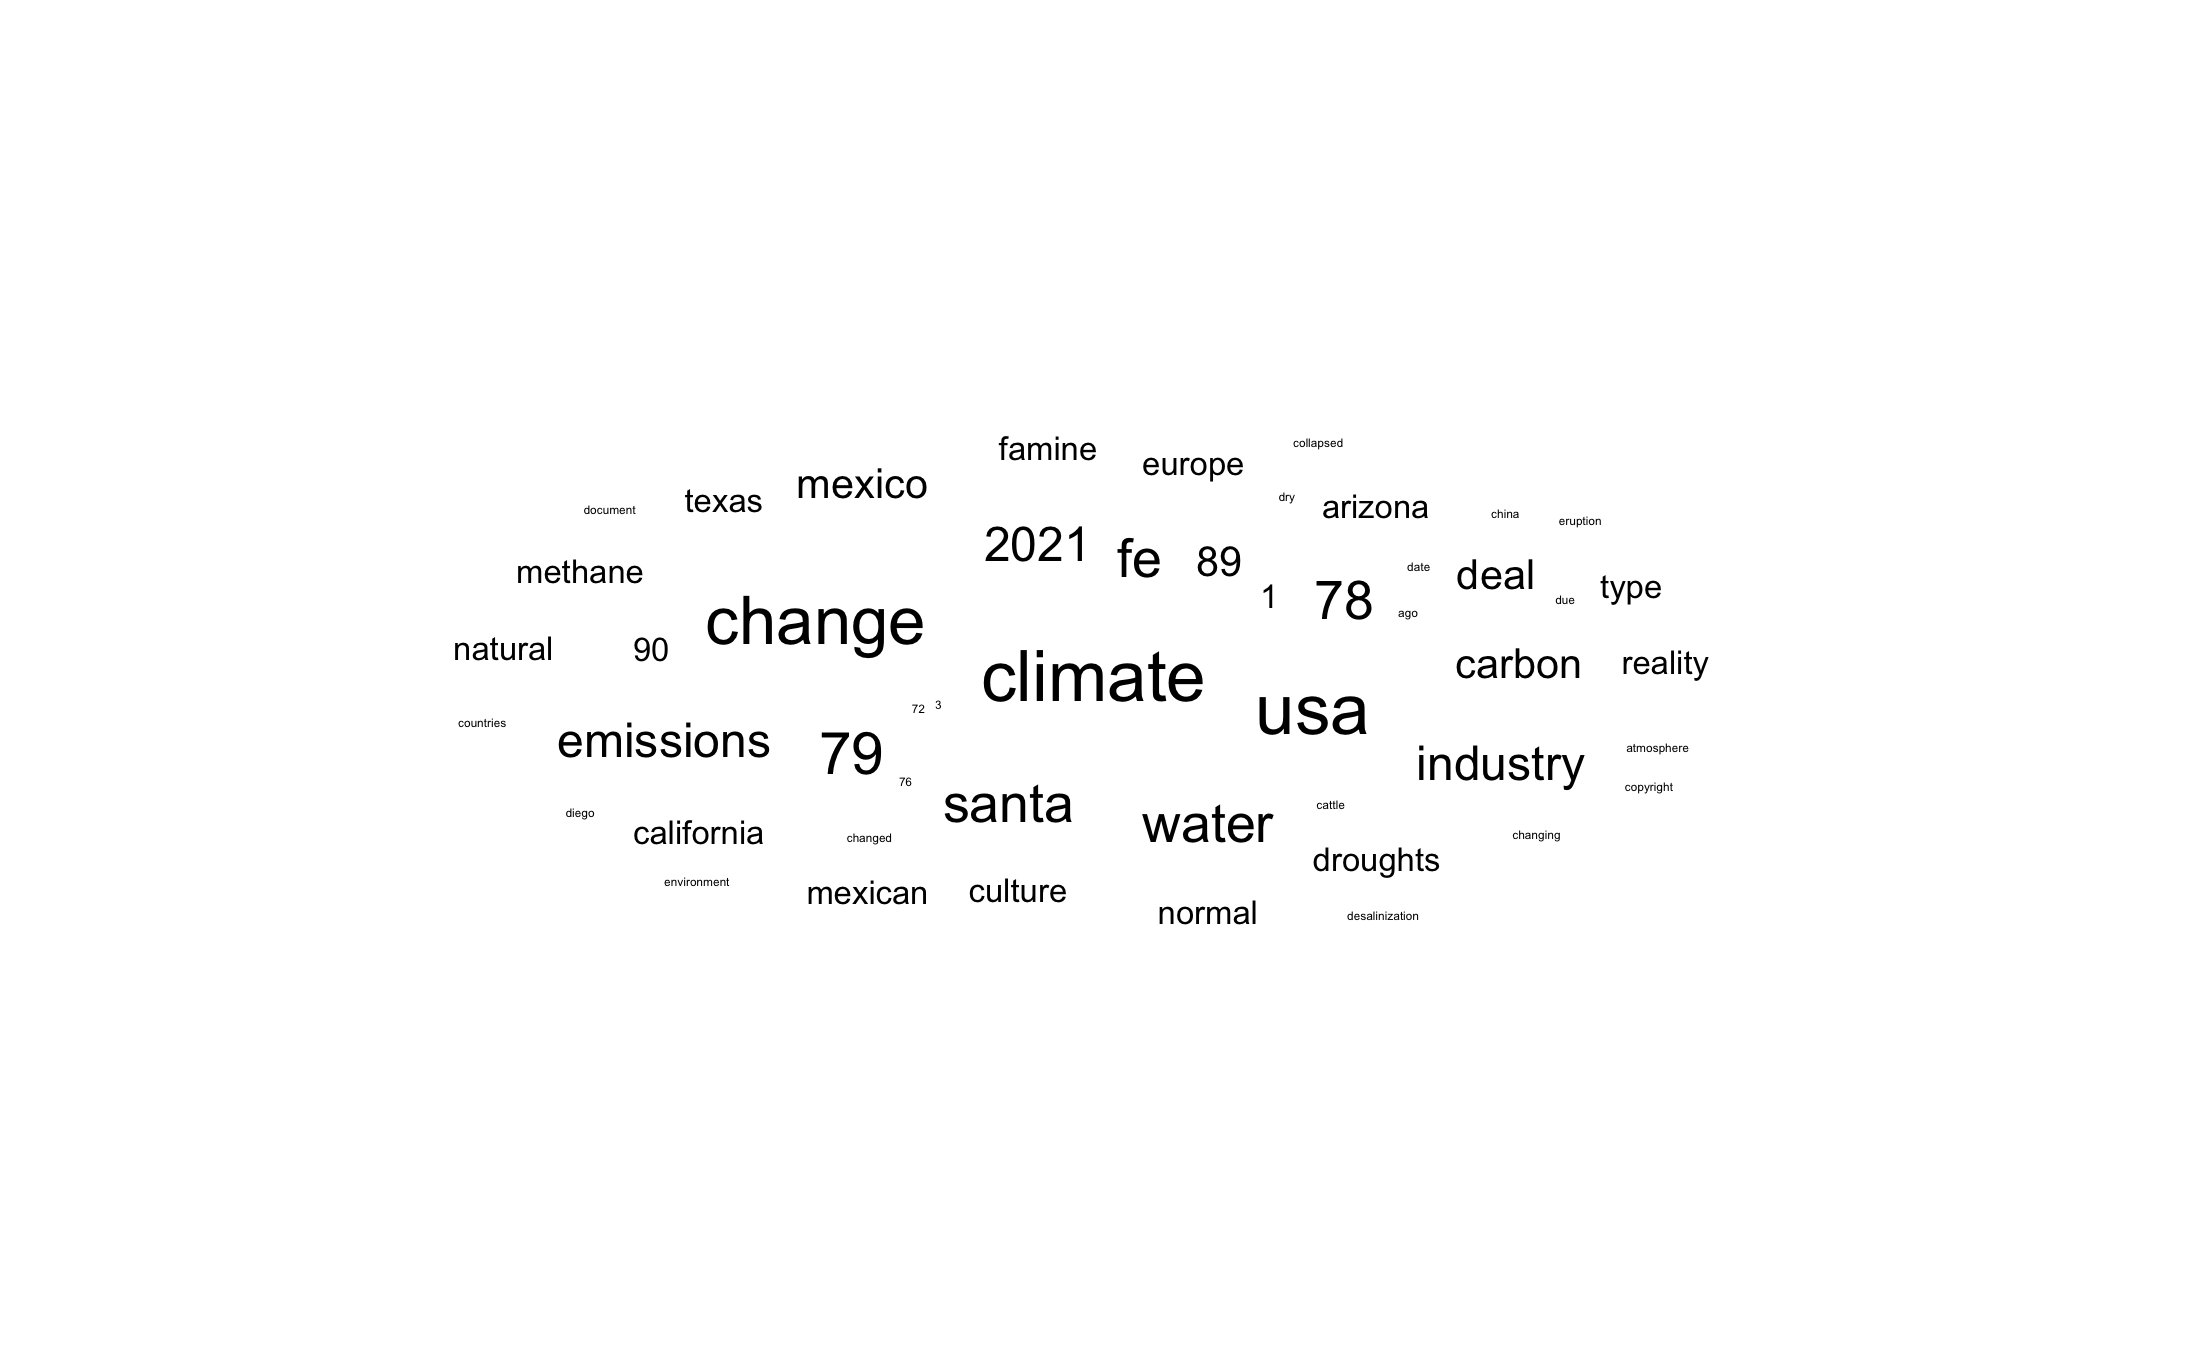 famine
europe
collapsed
texas
mexico
dry
arizona
document
china
eruption
2021
fe
89
methane
date
deal
type
1
78
due
ago
change
natural
90
climate
carbon
reality
72
3
usa
countries
emissions
79
76
industry
atmosphere
copyright
santa
water
cattle
diego
california
changed
changing
droughts
environment
mexican
culture
normal
desalinization